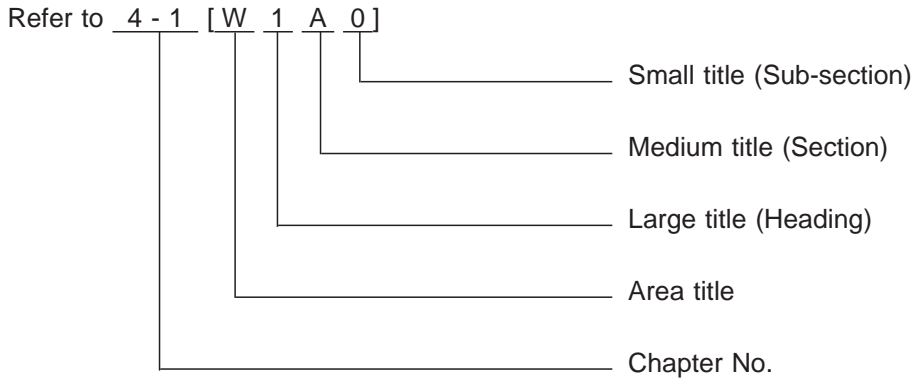 Refer to 4 - 1 [ W 1 A 0 ]
Small title (Sub-section)
Medium title (Section)
Large title (Heading)
Area title
Chapter No.